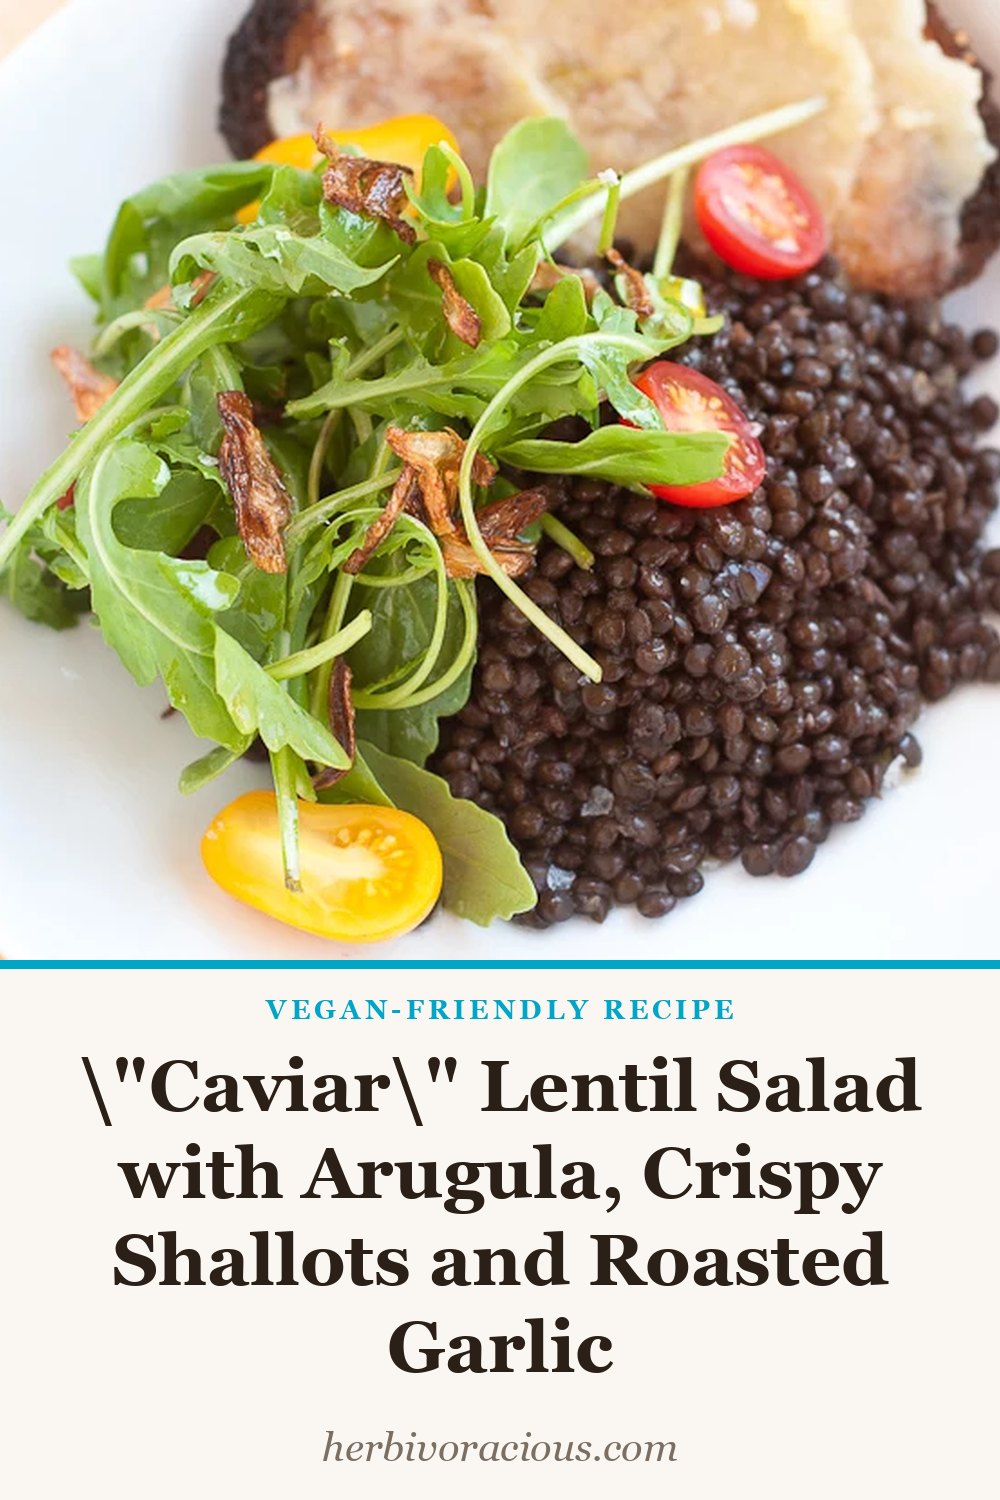 VEGAN-FRIENDLY RECIPE
\"Caviar\" Lentil Salad
with Arugula, Crispy
Shallots and Roasted
Garlic
herbivoracious.com